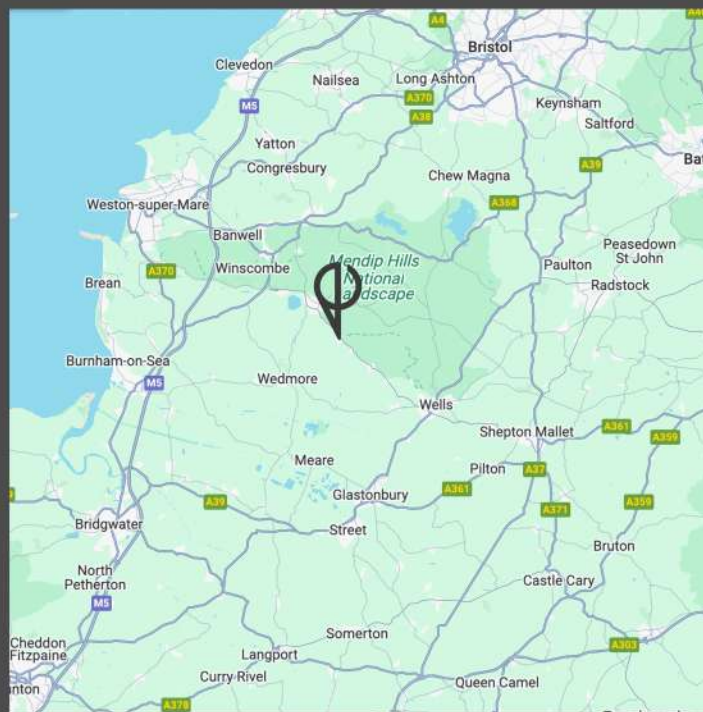 A4
Bristol
Clevedon
Nailsea
Long Ashton
A370
M5
A38
Keynsham
Saltford
Yatton
Congresbury
A39
Bat
Chew Magna
Weston-super-Mare
A368
Banwell
Mendip Hills
National
Landscape
Peasedown
St John
Winscombe
A370
Paulton
Radstock
Brean
Burnham-on-Sea
M5
Wedmore
Wells
Shepton Mallet
A361
A359
Meare
Pilton
A37
Glastonbury
A361
A39
A371
A359
Bridgwater
Street
Bruton
North
Petherton
Castle Cary
M5
Somerton
Cheddon
Fitzpaine
Langport
A303
Curry Rivel
Queen Camel
anton
A378